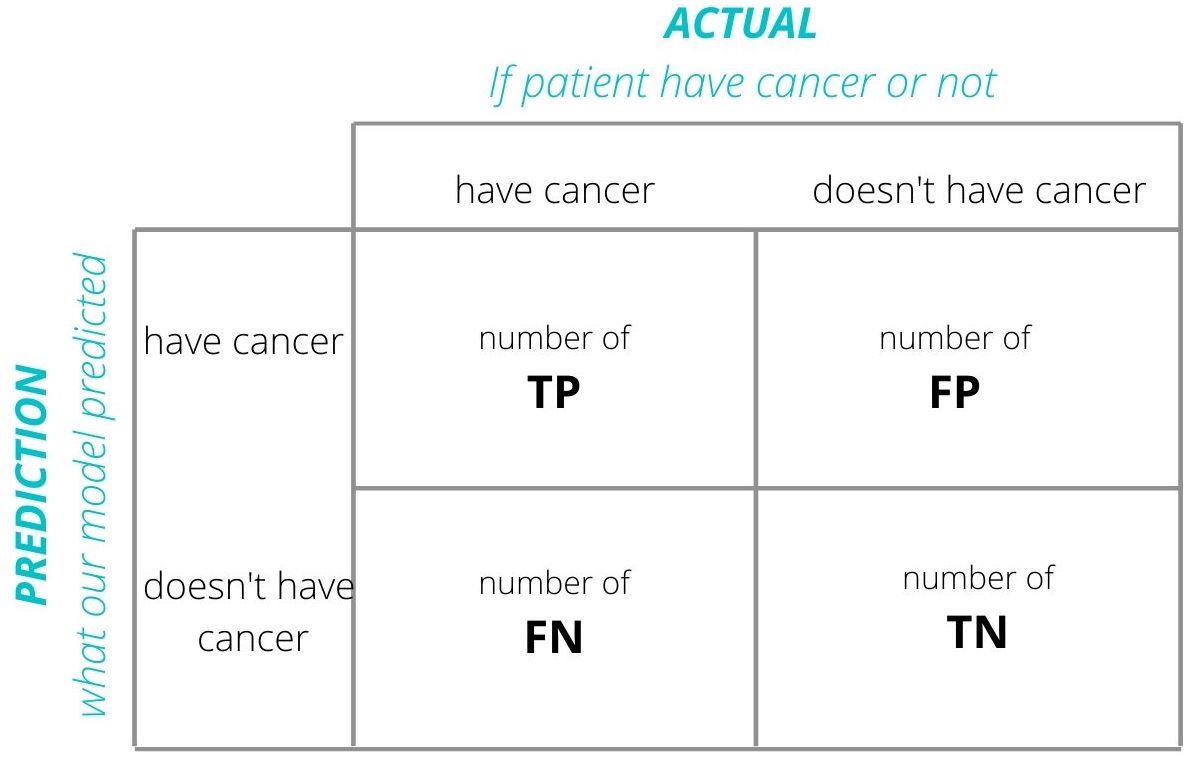 ACTUAL
If patient have cancer or not
have cancer
doesn't have cancer
PREDICTION
what our model predicted
have cancer
number of
TP
number of
FP
doesn't have
cancer
number of
FN
number of
TN